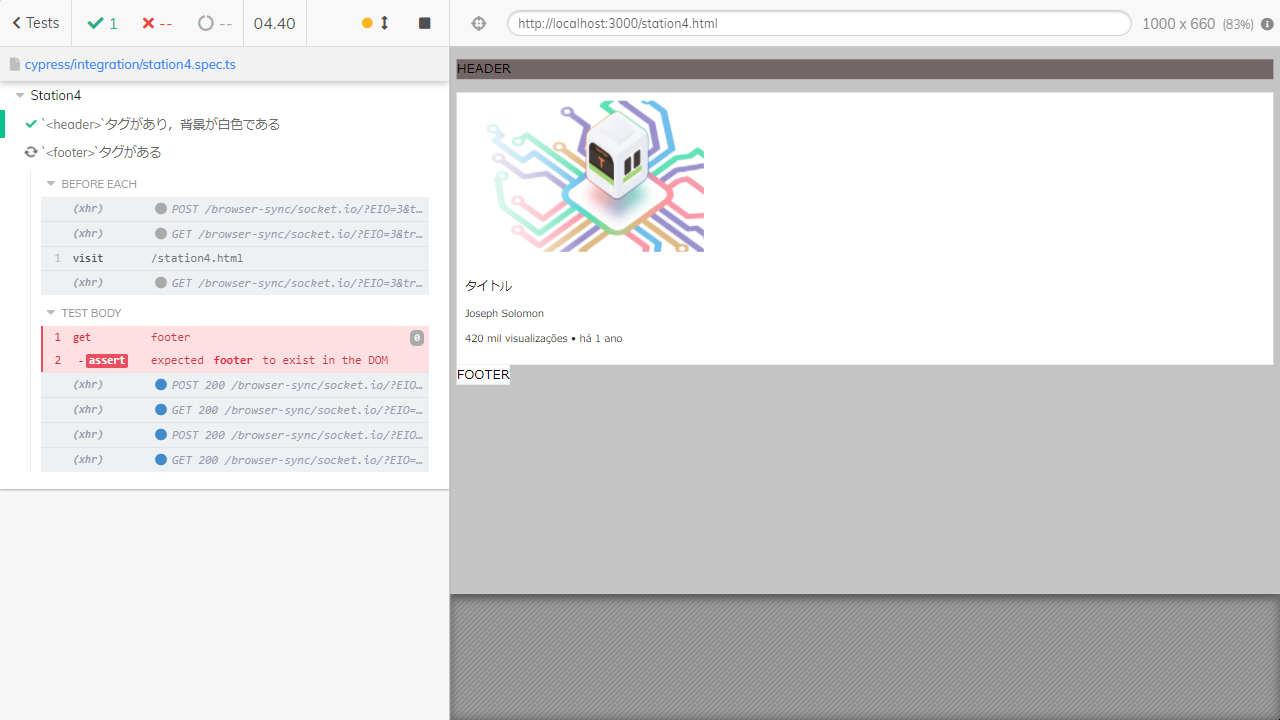 Tests
1
--
--
04.40
http://localhost:3000/station4.html
1000 x 660 (83%)
cypress/integration/station4.spec.ts
Station4
`<header>`タグがあり，背景が白色である
`<footer>`タグがある
BEFORE EACH
(xhr) POST /browser-sync/socket.io/?EIO=3&t…
(xhr) GET /browser-sync/socket.io/?EIO=3&tr…
1 visit /station4.html
(xhr) GET /browser-sync/socket.io/?EIO=3&tr…
TEST BODY
1 get footer 0
2 -assert expected footer to exist in the DOM
(xhr) POST 200 /browser-sync/socket.io/?EIO…
(xhr) GET 200 /browser-sync/socket.io/?EIO=…
(xhr) POST 200 /browser-sync/socket.io/?EIO…
(xhr) GET 200 /browser-sync/socket.io/?EIO=…
HEADER
タイトル
Joseph Solomon
420 mil visualizações • há 1 ano
FOOTER